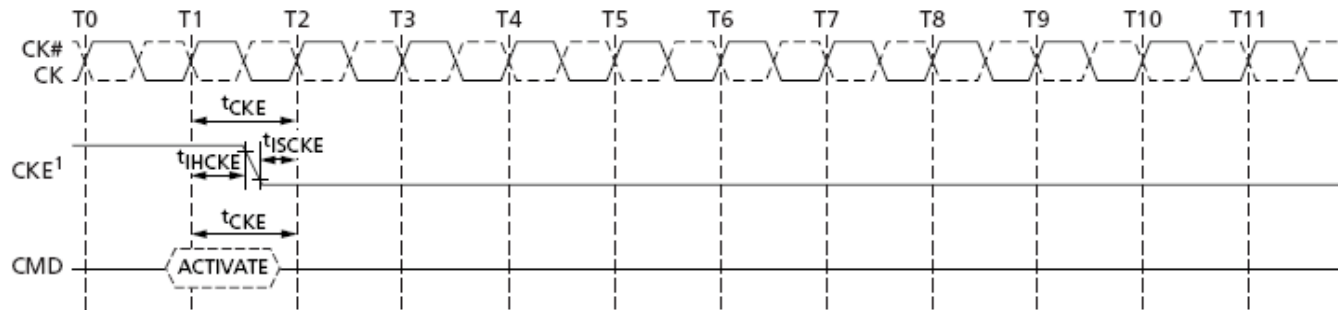 T0 T1 T2 T3 T4 T5 T6 T7 T8 T9 T10 T11
CK#
CK
tCKE
tISCKE
tIHCKE
CKE1
tCKE
CMD ACTIVATE